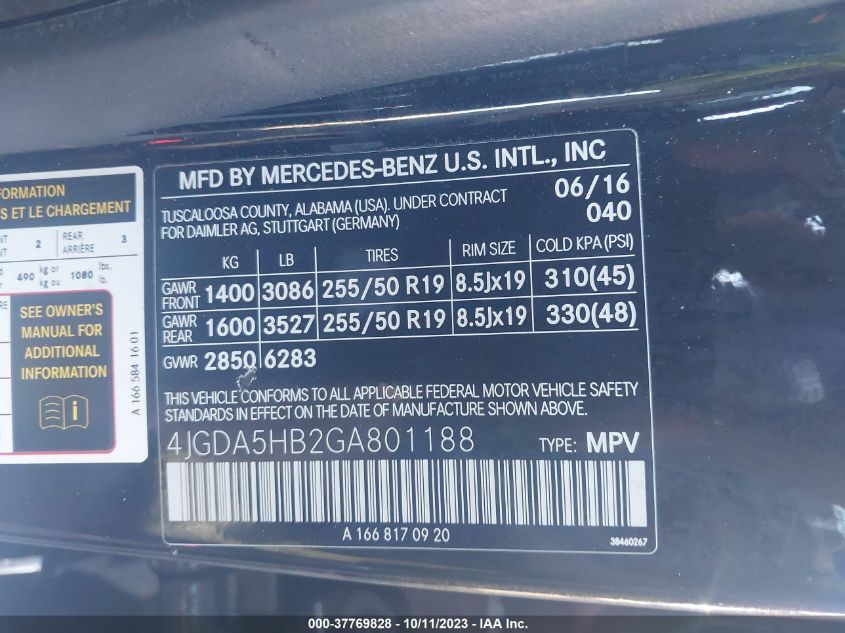 FORMATION
S ET LE CHARGEMENT
2 REAR ARRIÈRE 3
490 kg or kg ou 1080 lbs. lb.
SEE OWNER'S
MANUAL FOR
ADDITIONAL
INFORMATION
A 166 584 16 01
MFD BY MERCEDES-BENZ U.S. INTL., INC
TUSCALOOSA COUNTY, ALABAMA (USA). UNDER CONTRACT
FOR DAIMLER AG, STUTTGART (GERMANY)
06/16
040
KG LB TIRES RIM SIZE COLD KPA (PSI)
GAWR FRONT 1400 3086 255/50 R19 8.5Jx19 310(45)
GAWR REAR 1600 3527 255/50 R19 8.5Jx19 330(48)
GVWR 2850 6283
THIS VEHICLE CONFORMS TO ALL APPLICABLE FEDERAL MOTOR VEHICLE SAFETY
STANDARDS IN EFFECT ON THE DATE OF MANUFACTURE SHOWN ABOVE.
4JGDA5HB2GA801188 TYPE: MPV
A 166 817 09 20
38460267
000-37769828 - 10/11/2023 - IAA Inc.